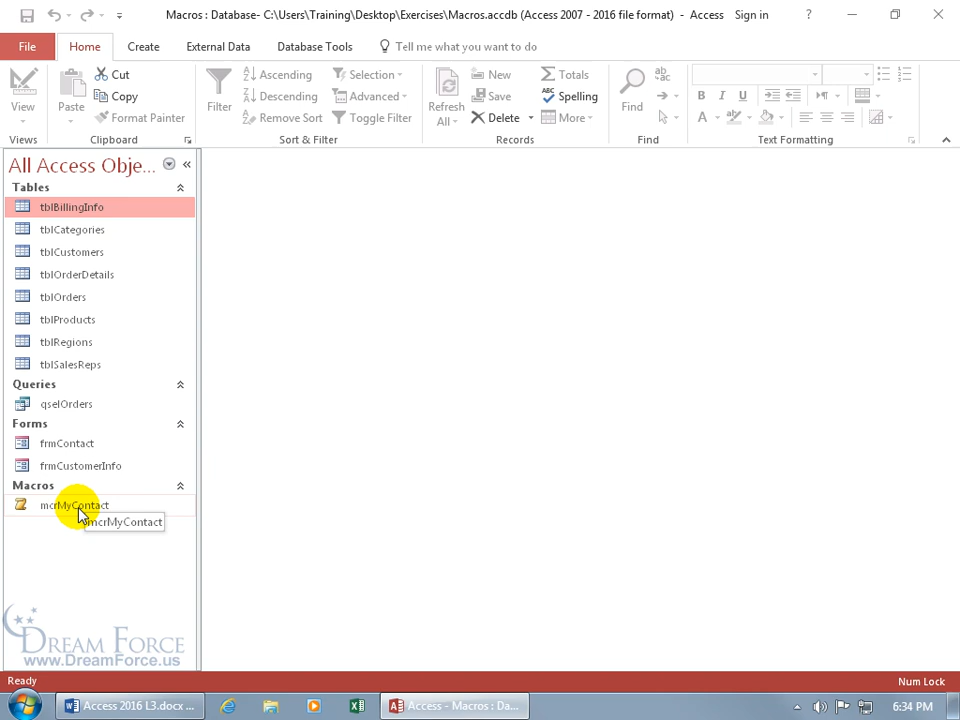 Macros : Database- C:\Users\Training\Desktop\Exercises\Macros.accdb (Access 2007 - 2016 file format) - Access Sign in ?
File Home Create External Data Database Tools Tell me what you want to do
View
Views
Paste
Cut
Copy
Format Painter
Clipboard
Filter
Ascending
Descending
Remove Sort
Selection
Advanced
Toggle Filter
Sort & Filter
Refresh
All
New
Save
Delete
Totals
Spelling
More
Records
Find
Find
Text Formatting
All Access Obje...
Tables
tblBillingInfo
tblCategories
tblCustomers
tblOrderDetails
tblOrders
tblProducts
tblRegions
tblSalesReps
Queries
qselOrders
Forms
frmContact
frmCustomerInfo
Macros
mcrMyContact
mcrMyContact
DREAM FORCE
www.DreamForce.us
Ready Num Lock
Access 2016 L3.docx ... Access - Macros : Da... 6:34 PM